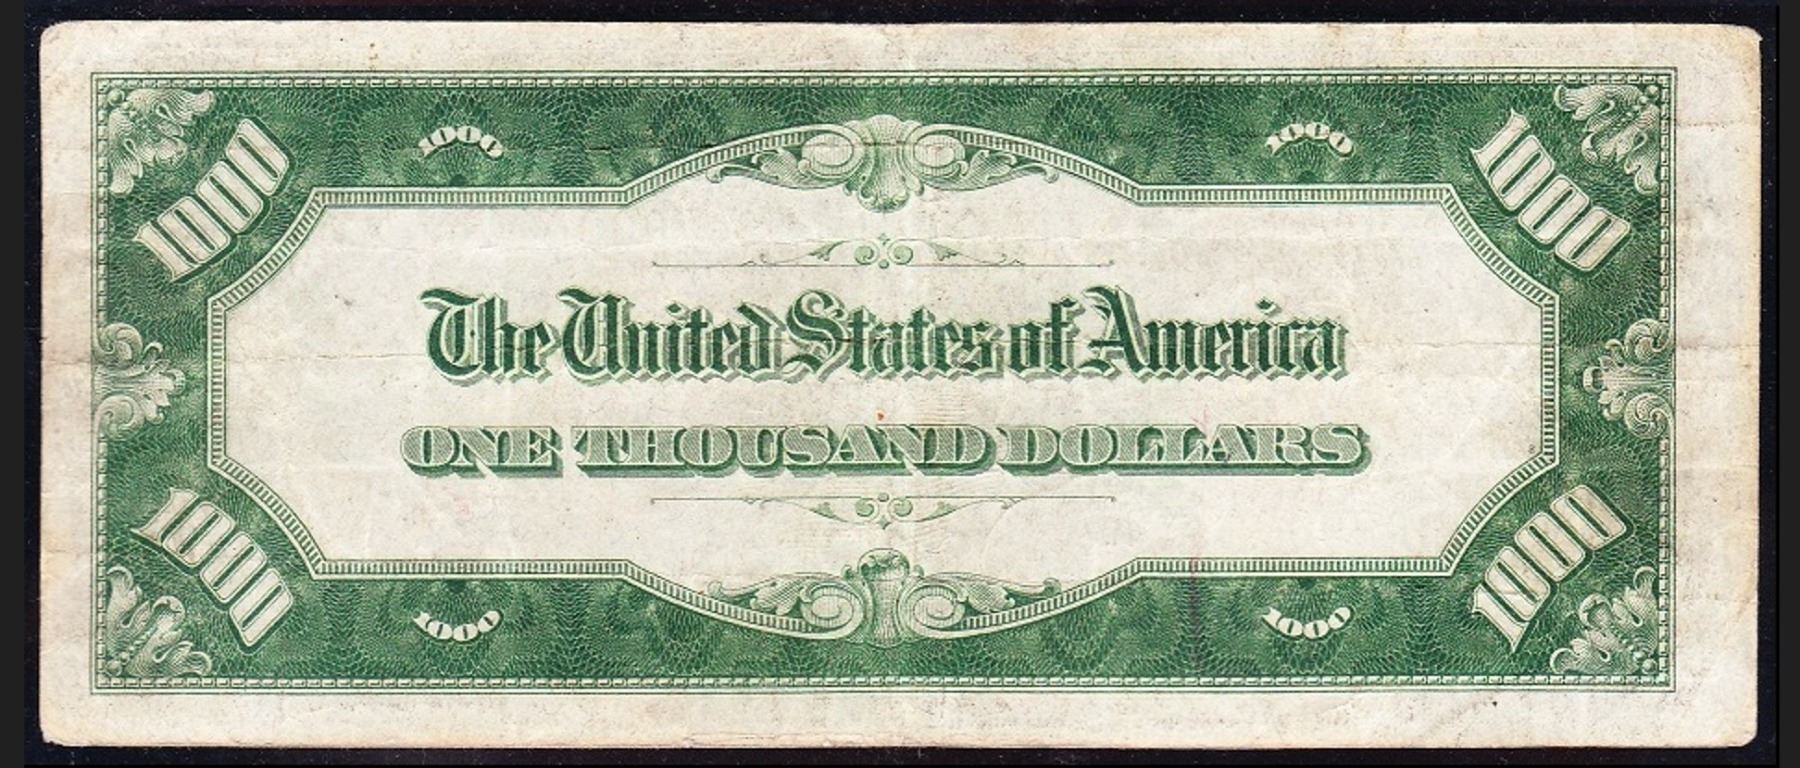 1000 1000 1000 1000
The United States of America
ONE THOUSAND DOLLARS
1000 1000 1000 1000